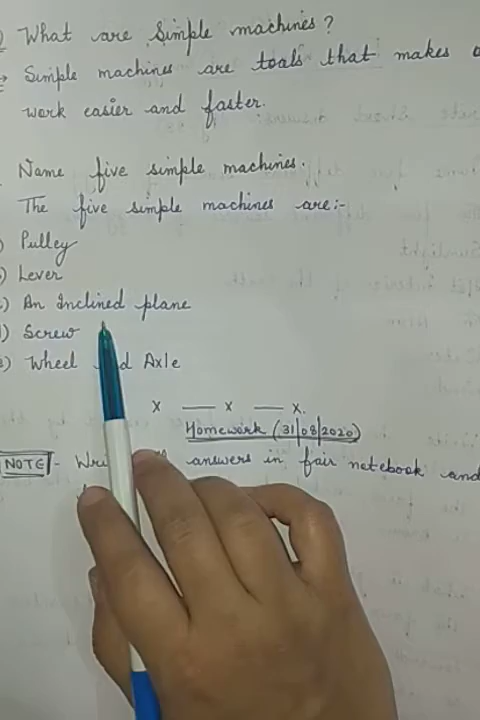 What are Simple machines?
Simple machines are tools that makes
work easier and faster.
Name five simple machines.
The five simple machines are:-
Pulley
Lever
An Inclined plane
Screw
Wheel and Axle
x — x — x.
Homework (31/08/2020)
NOTE - answers in fair notebook and